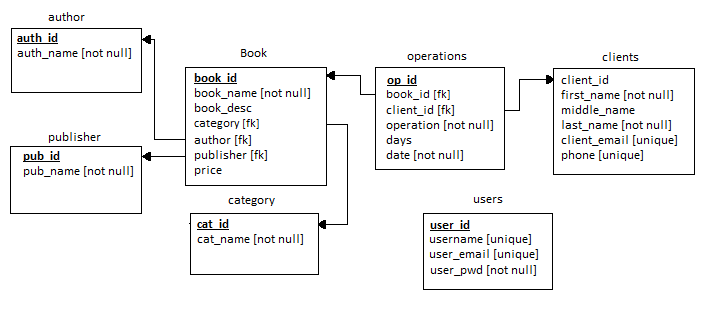 author
auth_id
auth_name [not null]
publisher
pub_id
pub_name [not null]
Book
book_id
book_name [not null]
book_desc
category [fk]
author [fk]
publisher [fk]
price
category
cat_id
cat_name [not null]
operations
op_id
book_id [fk]
client_id [fk]
operation [not null]
days
date [not null]
clients
client_id
first_name [not null]
middle_name
last_name [not null]
client_email [unique]
phone [unique]
users
user_id
username [unique]
user_email [unique]
user_pwd [not null]